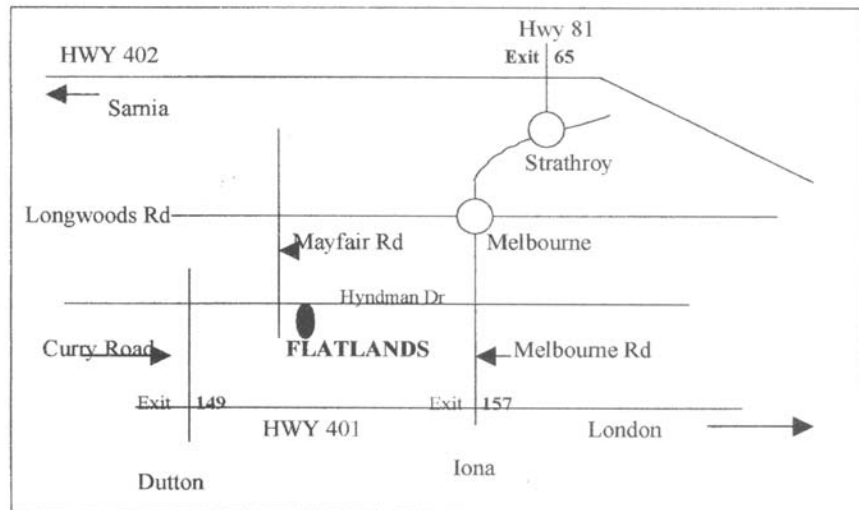 Hwy 81
HWY 402
Exit 65
Sarnia
Strathroy
Longwoods Rd
Mayfair Rd
Melbourne
Hyndman Dr
Curry Road
FLATLANDS
Melbourne Rd
Exit 149
Exit 157
HWY 401
London
Iona
Dutton